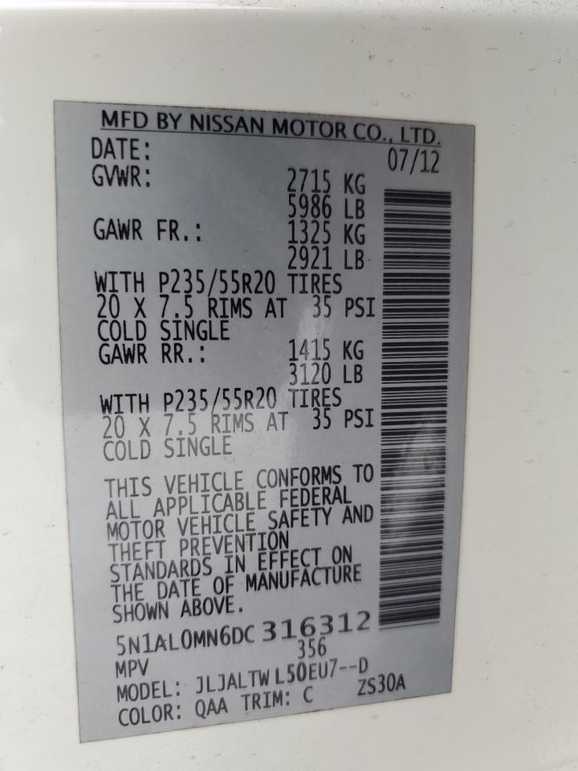 MFD BY NISSAN MOTOR CO., LTD.
DATE: 07/12
GVWR: 2715 KG
5986 LB
GAWR FR.: 1325 KG
2921 LB
WITH P235/55R20 TIRES
20 X 7.5 RIMS AT 35 PSI
COLD SINGLE
GAWR RR.: 1415 KG
3120 LB
WITH P235/55R20 TIRES
20 X 7.5 RIMS AT 35 PSI
COLD SINGLE
THIS VEHICLE CONFORMS TO
ALL APPLICABLE FEDERAL
MOTOR VEHICLE SAFETY AND
THEFT PREVENTION
STANDARDS IN EFFECT ON
THE DATE OF MANUFACTURE
SHOWN ABOVE.
5N1AL0MN6DC316312
MPV 356
MODEL: JLJALTWL50EU7--D
COLOR: QAA TRIM: C ZS30A